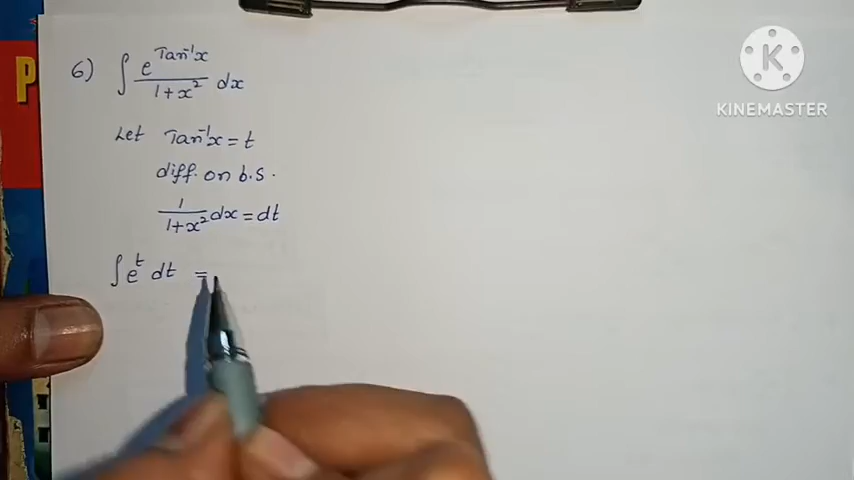 6) ∫ e^Tan⁻¹x / 1+x² dx
Let Tan⁻¹x = t
diff. on b.s.
1 / 1+x² dx = dt
∫ e^t dt =
K
KINEMASTER
P